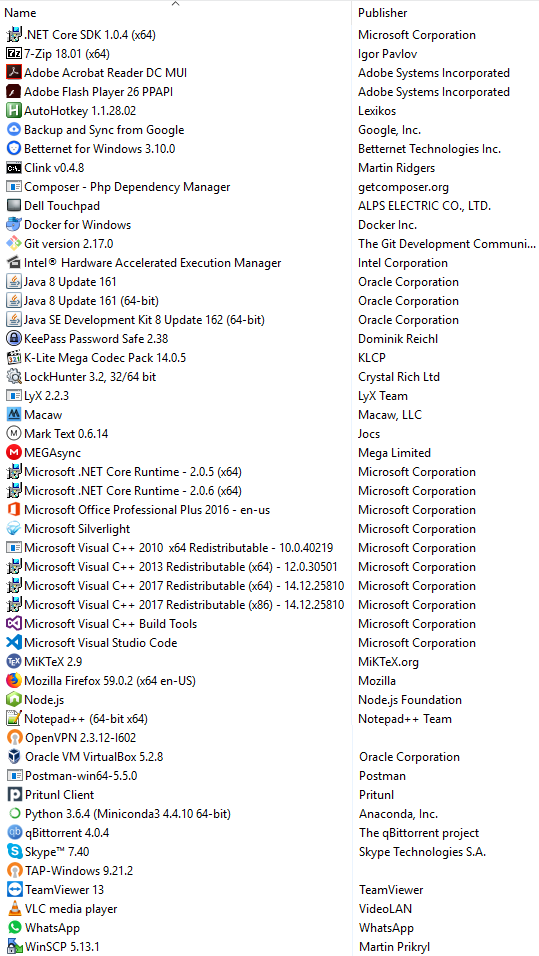 Name Publisher
.NET Core SDK 1.0.4 (x64) Microsoft Corporation
7-Zip 18.01 (x64) Igor Pavlov
Adobe Acrobat Reader DC MUI Adobe Systems Incorporated
Adobe Flash Player 26 PPAPI Adobe Systems Incorporated
AutoHotkey 1.1.28.02 Lexikos
Backup and Sync from Google Google, Inc.
Betternet for Windows 3.10.0 Betternet Technologies Inc.
Clink v0.4.8 Martin Ridgers
Composer - Php Dependency Manager getcomposer.org
Dell Touchpad ALPS ELECTRIC CO., LTD.
Docker for Windows Docker Inc.
Git version 2.17.0 The Git Development Communi...
Intel® Hardware Accelerated Execution Manager Intel Corporation
Java 8 Update 161 Oracle Corporation
Java 8 Update 161 (64-bit) Oracle Corporation
Java SE Development Kit 8 Update 162 (64-bit) Oracle Corporation
KeePass Password Safe 2.38 Dominik Reichl
K-Lite Mega Codec Pack 14.0.5 KLCP
LockHunter 3.2, 32/64 bit Crystal Rich Ltd
LyX 2.2.3 LyX Team
Macaw Macaw, LLC
Mark Text 0.6.14 Jocs
MEGAsync Mega Limited
Microsoft .NET Core Runtime - 2.0.5 (x64) Microsoft Corporation
Microsoft .NET Core Runtime - 2.0.6 (x64) Microsoft Corporation
Microsoft Office Professional Plus 2016 - en-us Microsoft Corporation
Microsoft Silverlight Microsoft Corporation
Microsoft Visual C++ 2010  x64 Redistributable - 10.0.40219 Microsoft Corporation
Microsoft Visual C++ 2013 Redistributable (x64) - 12.0.30501 Microsoft Corporation
Microsoft Visual C++ 2017 Redistributable (x64) - 14.12.25810 Microsoft Corporation
Microsoft Visual C++ 2017 Redistributable (x86) - 14.12.25810 Microsoft Corporation
Microsoft Visual C++ Build Tools Microsoft Corporation
Microsoft Visual Studio Code Microsoft Corporation
MiKTeX 2.9 MiKTeX.org
Mozilla Firefox 59.0.2 (x64 en-US) Mozilla
Node.js Node.js Foundation
Notepad++ (64-bit x64) Notepad++ Team
OpenVPN 2.3.12-I602
Oracle VM VirtualBox 5.2.8 Oracle Corporation
Postman-win64-5.5.0 Postman
Pritunl Client Pritunl
Python 3.6.4 (Miniconda3 4.4.10 64-bit) Anaconda, Inc.
qBittorrent 4.0.4 The qBittorrent project
Skype™ 7.40 Skype Technologies S.A.
TAP-Windows 9.21.2
TeamViewer 13 TeamViewer
VLC media player VideoLAN
WhatsApp WhatsApp
WinSCP 5.13.1 Martin Prikryl